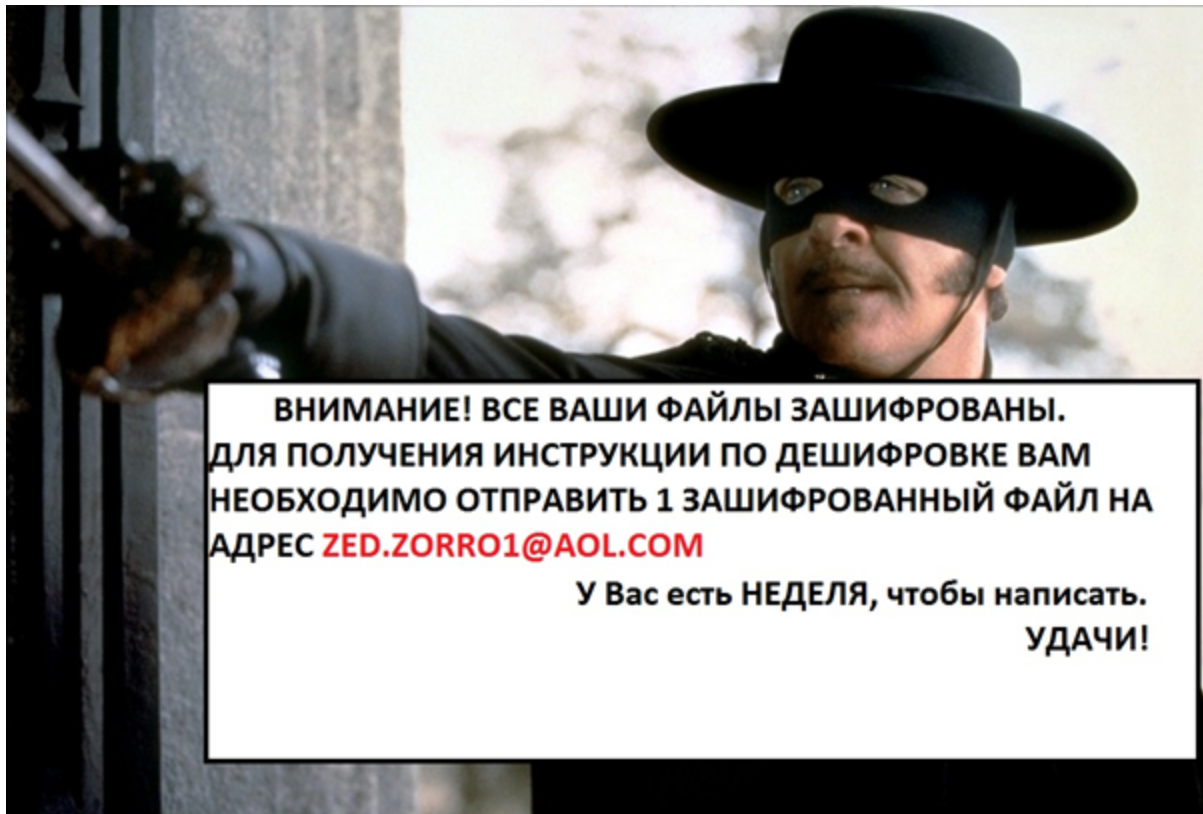 ВНИМАНИЕ! ВСЕ ВАШИ ФАЙЛЫ ЗАШИФРОВАНЫ.
ДЛЯ ПОЛУЧЕНИЯ ИНСТРУКЦИИ ПО ДЕШИФРОВКЕ ВАМ
НЕОБХОДИМО ОТПРАВИТЬ 1 ЗАШИФРОВАННЫЙ ФАЙЛ НА
АДРЕС ZED.ZORRO1@AOL.COM
У Вас есть НЕДЕЛЯ, чтобы написать.
УДАЧИ!